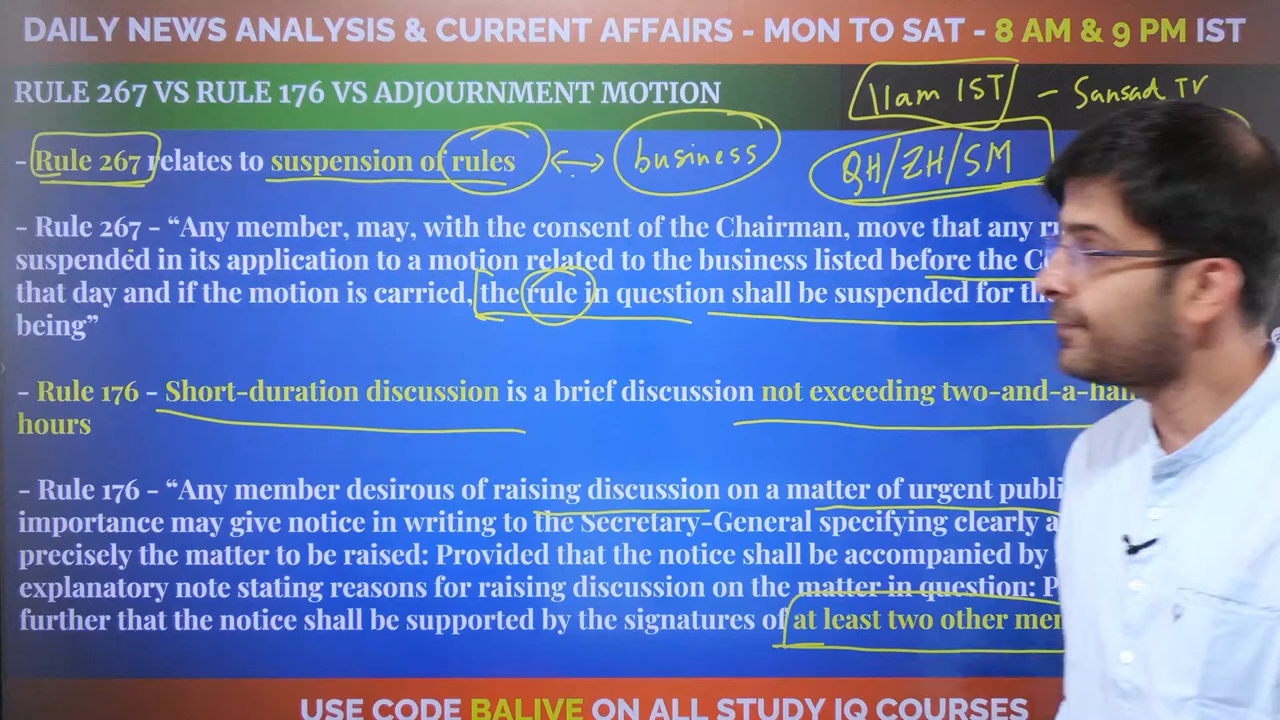 DAILY NEWS ANALYSIS & CURRENT AFFAIRS - MON TO SAT - 8 AM & 9 PM IST
RULE 267 VS RULE 176 VS ADJOURNMENT MOTION
11am IST - Sansad TV
- Rule 267 relates to suspension of rules
business
QH/ZH/SM
- Rule 267 - “Any member, may, with the consent of the Chairman, move that any
suspended in its application to a motion related to the business listed before the
that day and if the motion is carried, the rule in question shall be suspended for
being”
- Rule 176 - Short-duration discussion is a brief discussion not exceeding two-and-a-half
hours
- Rule 176 - “Any member desirous of raising discussion on a matter of urgent publi
importance may give notice in writing to the Secretary-General specifying clearly a
precisely the matter to be raised: Provided that the notice shall be accompanied by
explanatory note stating reasons for raising discussion on the matter in question: P
further that the notice shall be supported by the signatures of at least two other mem
USE CODE BALIVE ON ALL STUDY IQ COURSES